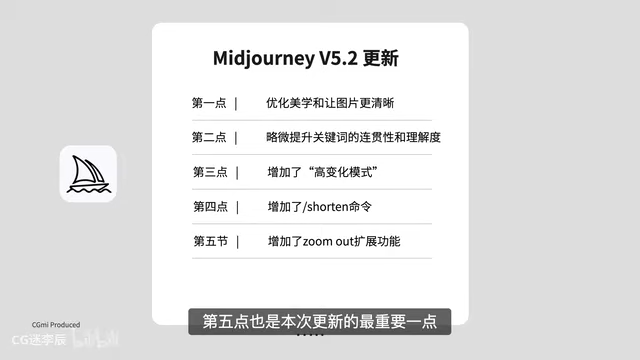 Midjourney V5.2 更新
第一点 | 优化美学和让图片更清晰
第二点 | 略微提升关键词的连贯性和理解度
第三点 | 增加了“高变化模式”
第四点 | 增加了/shorten命令
第五节 | 增加了zoom out扩展功能
CGmi Produced
CG迷李辰
bilibili
第五点也是本次更新的最重要一点